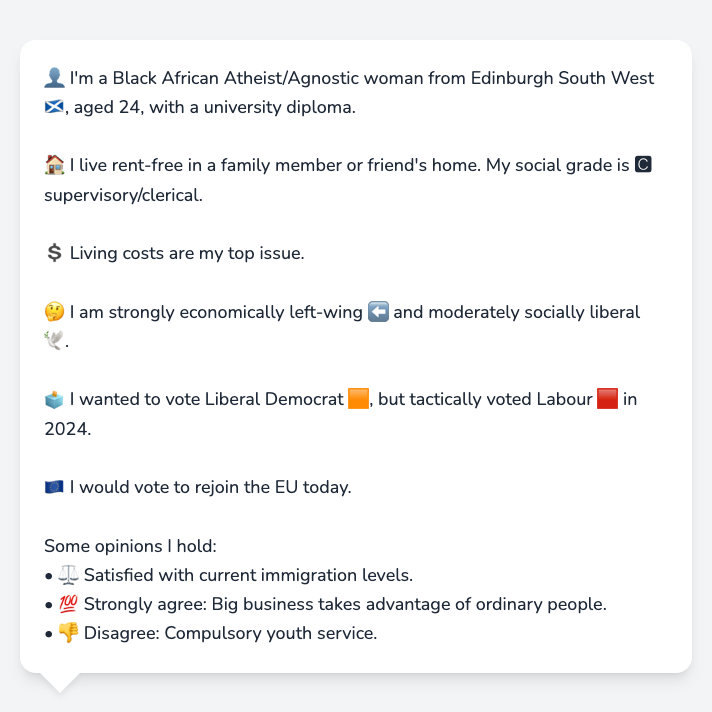 👤 I'm a Black African Atheist/Agnostic woman from Edinburgh South West
🏴󠁧󠁢󠁳󠁣󠁴󠁿, aged 24, with a university diploma.
🏠 I live rent-free in a family member or friend's home. My social grade is 🅲
supervisory/clerical.
💲 Living costs are my top issue.
🤔 I am strongly economically left-wing ⬅️ and moderately socially liberal
🕊️.
🗳️ I wanted to vote Liberal Democrat 🟧, but tactically voted Labour 🟥 in
2024.
🇪🇺 I would vote to rejoin the EU today.
Some opinions I hold:
• ⚖️ Satisfied with current immigration levels.
• 💯 Strongly agree: Big business takes advantage of ordinary people.
• 👎 Disagree: Compulsory youth service.